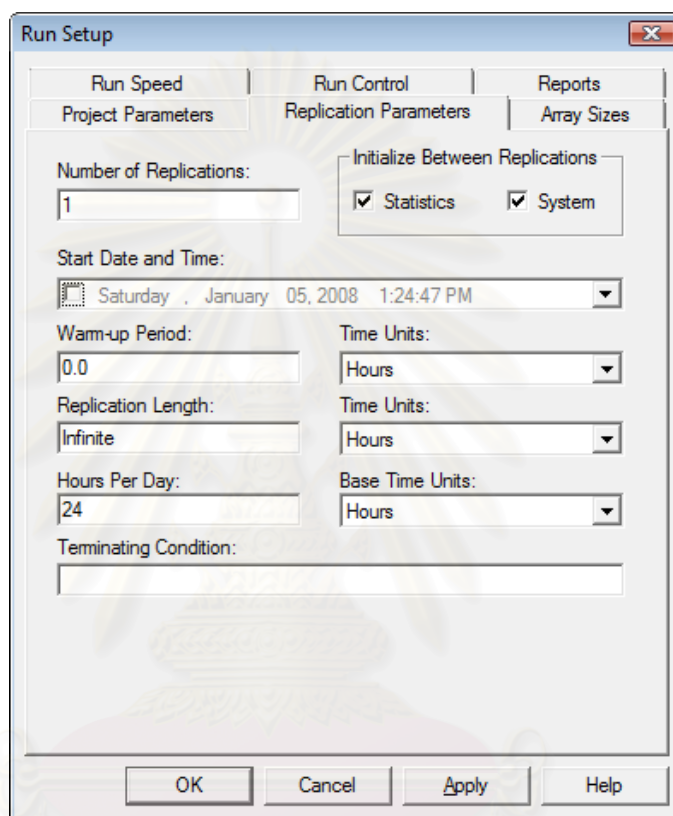 Run Setup
Run Speed Run Control Reports
Project Parameters Replication Parameters Array Sizes
Number of Replications:
1
Initialize Between Replications
Statistics System
Start Date and Time:
Saturday , January 05, 2008 1:24:47 PM
Warm-up Period: Time Units:
0.0 Hours
Replication Length: Time Units:
Infinite Hours
Hours Per Day: Base Time Units:
24 Hours
Terminating Condition:
OK Cancel Apply Help